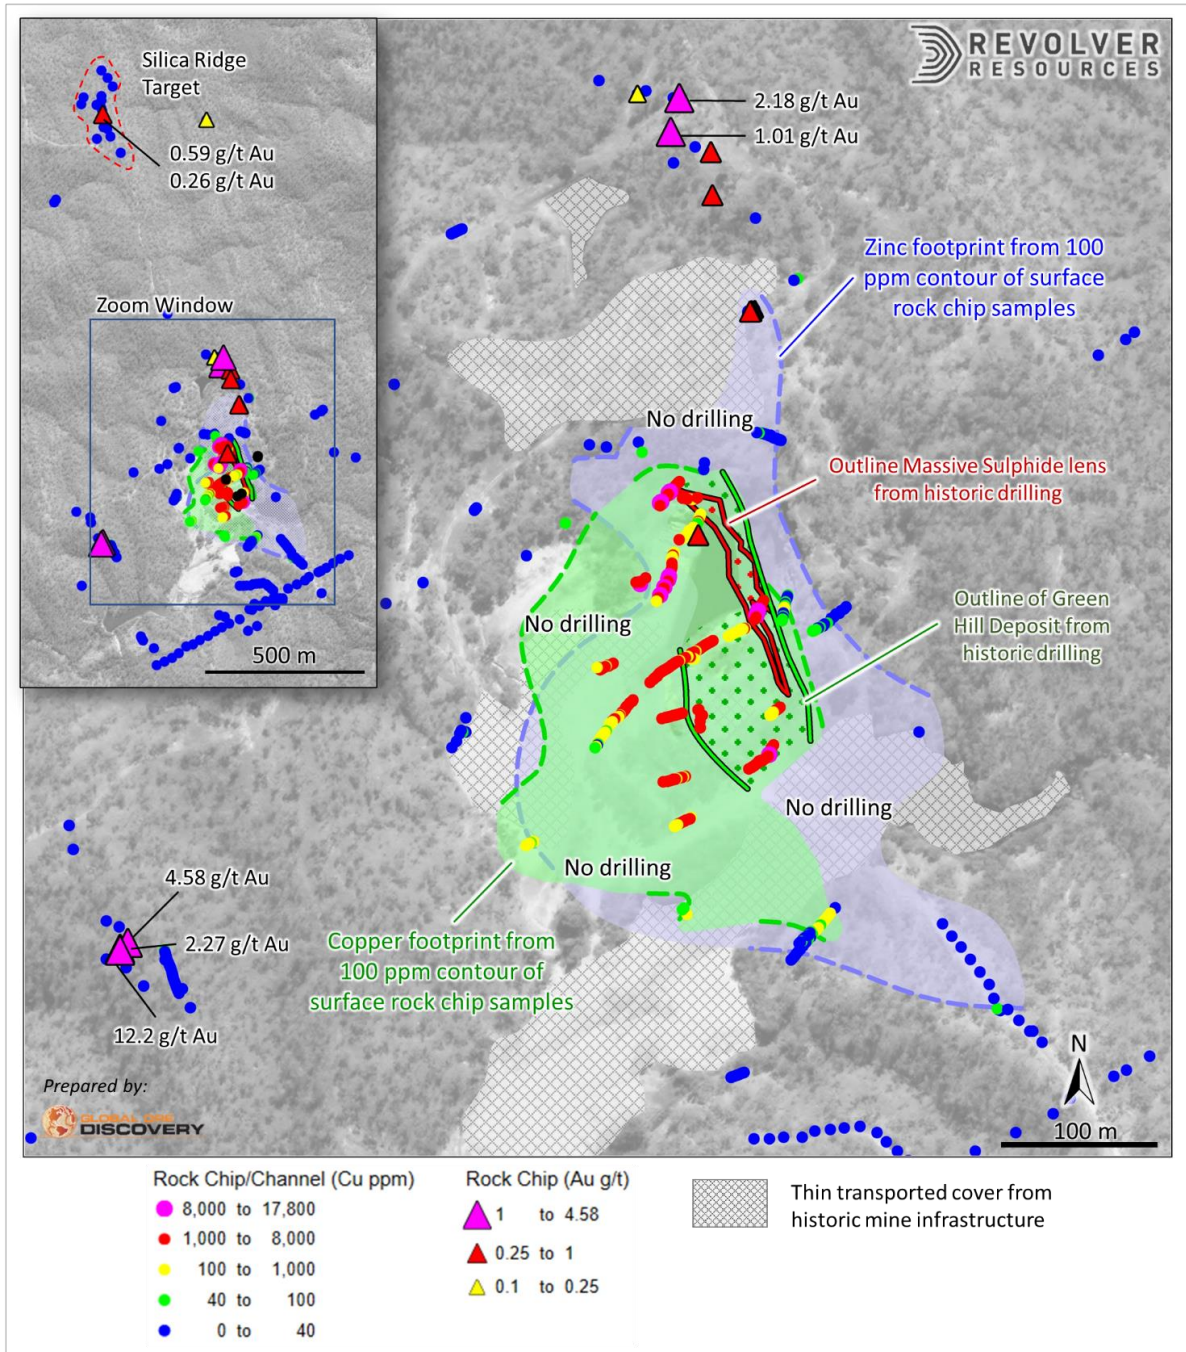 Silica Ridge
Target
0.59 g/t Au
0.26 g/t Au
Zoom Window
500 m
REVOLVER
RESOURCES
2.18 g/t Au
1.01 g/t Au
Zinc footprint from 100
ppm contour of surface
rock chip samples
No drilling
Outline Massive Sulphide lens
from historic drilling
No drilling
Outline of Green
Hill Deposit from
historic drilling
No drilling
No drilling
4.58 g/t Au
2.27 g/t Au
12.2 g/t Au
Copper footprint from
100 ppm contour of
surface rock chip samples
N
100 m
Prepared by:
GLOBAL ORE
DISCOVERY
Rock Chip/Channel (Cu ppm)
8,000 to 17,800
1,000 to 8,000
100 to 1,000
40 to 100
0 to 40
Rock Chip (Au g/t)
1 to 4.58
0.25 to 1
0.1 to 0.25
Thin transported cover from
historic mine infrastructure